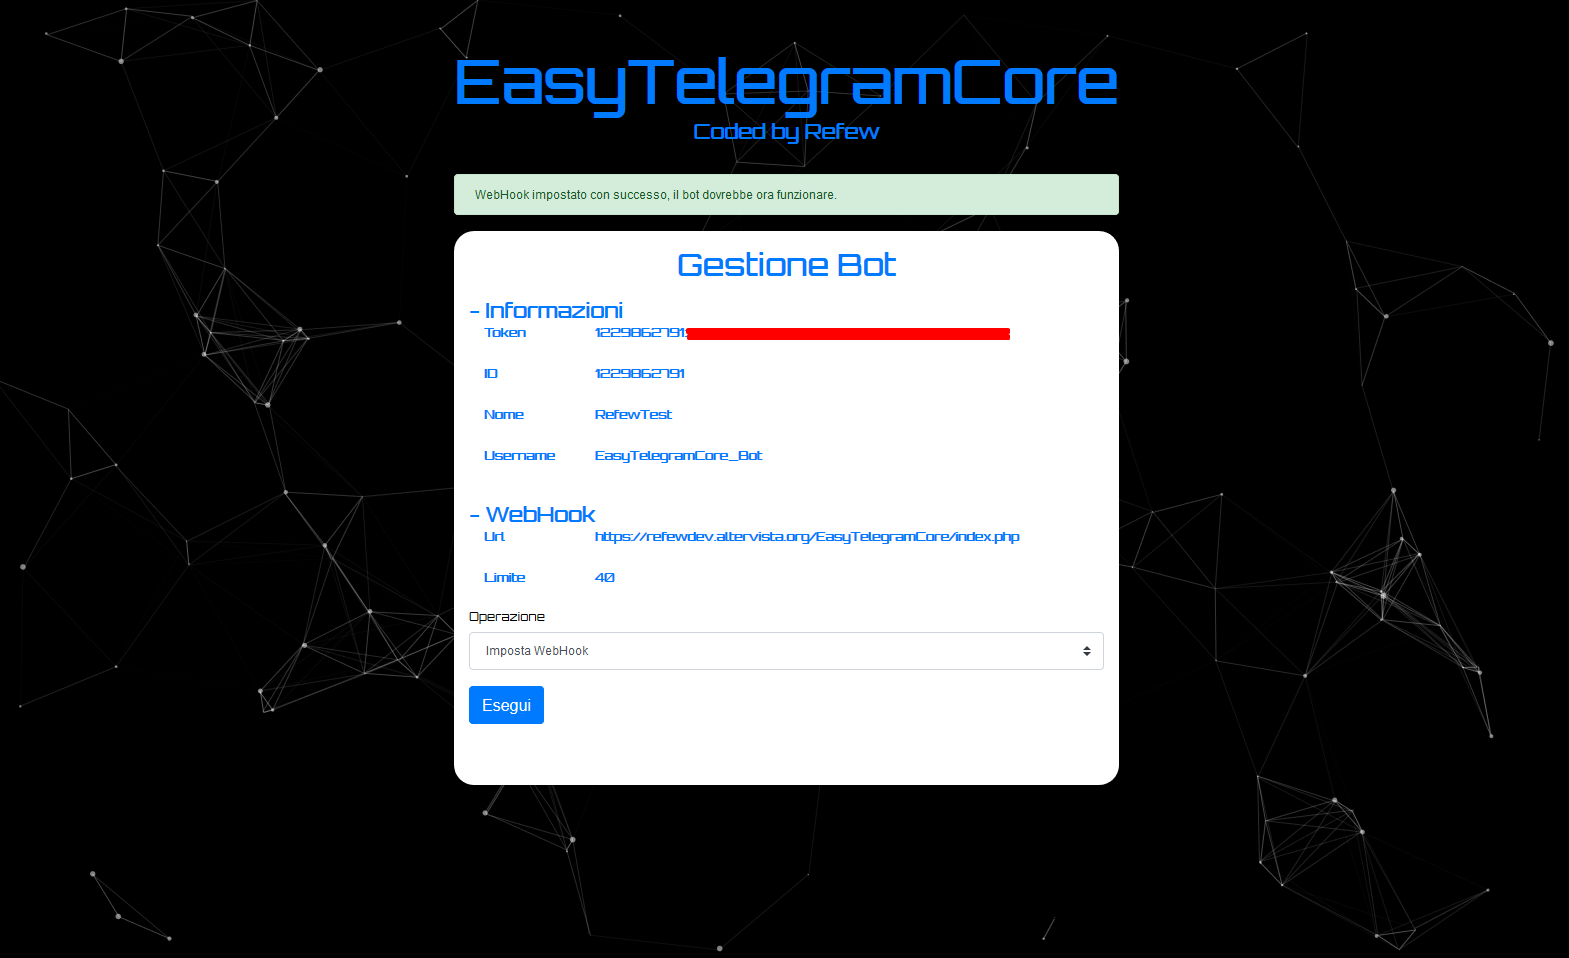 EasyTelegramCore
Coded by Refew
WebHook impostato con successo, il bot dovrebbe ora funzionare.
Gestione Bot
- Informazioni
Token 1229862791:
ID 1229862791
Nome RefewTest
Username EasyTelegramCore_Bot
- WebHook
Url https://refewdev.altervista.org/EasyTelegramCore/index.php
Limite 40
Operazione
Imposta WebHook
Esegui